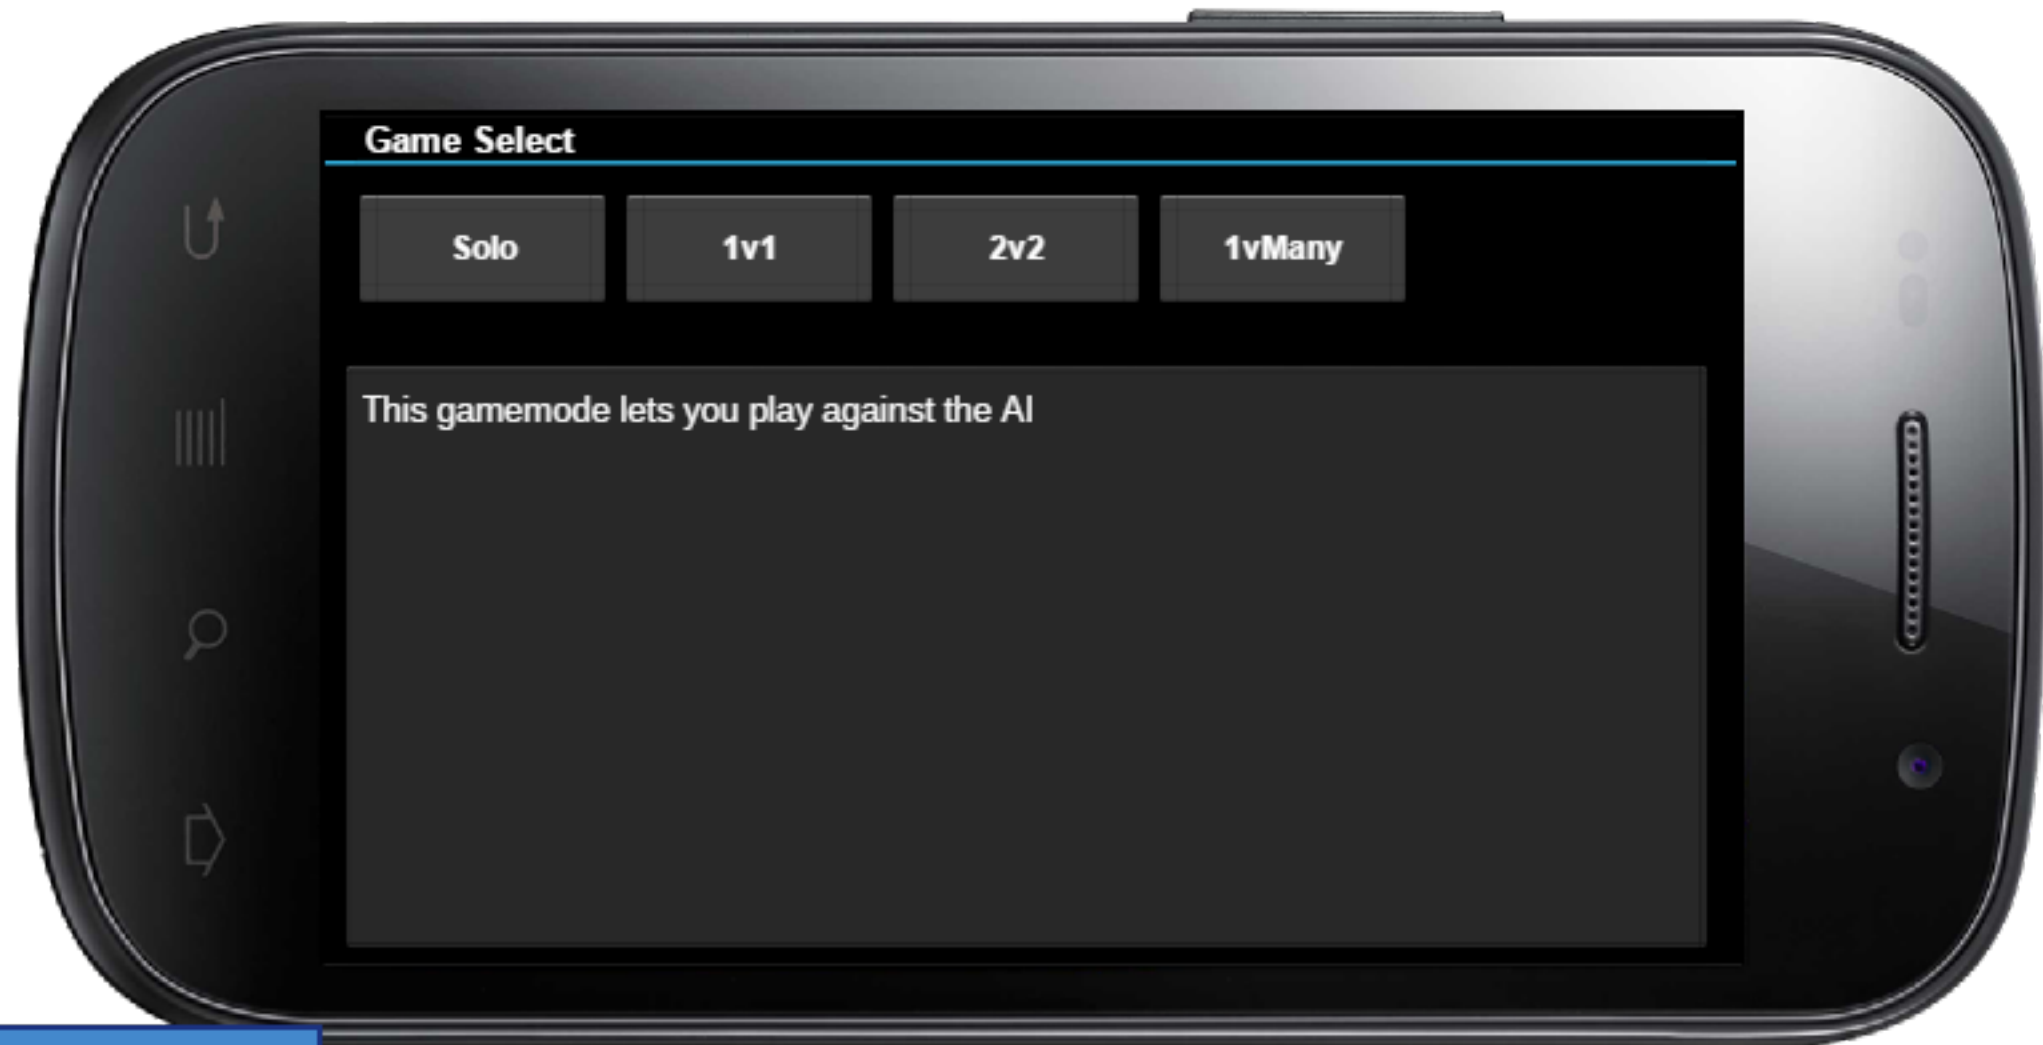 Game Select
Solo 1v1 2v2 1vMany
This gamemode lets you play against the AI